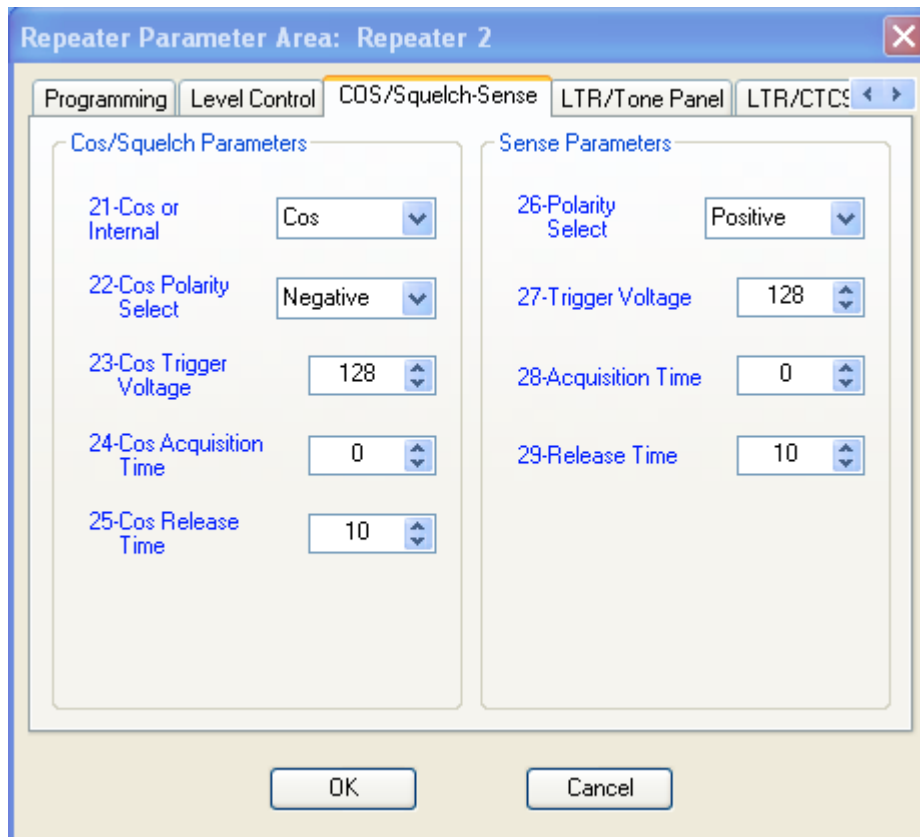 Repeater Parameter Area: Repeater 2
Programming Level Control COS/Squelch-Sense LTR/Tone Panel LTR/CTCS
Cos/Squelch Parameters
21-Cos or
Internal
Cos
22-Cos Polarity
Select
Negative
23-Cos Trigger
Voltage
128
24-Cos Acquisition
Time
0
25-Cos Release
Time
10
Sense Parameters
26-Polarity
Select
Positive
27-Trigger Voltage
128
28-Acquisition Time
0
29-Release Time
10
OK
Cancel